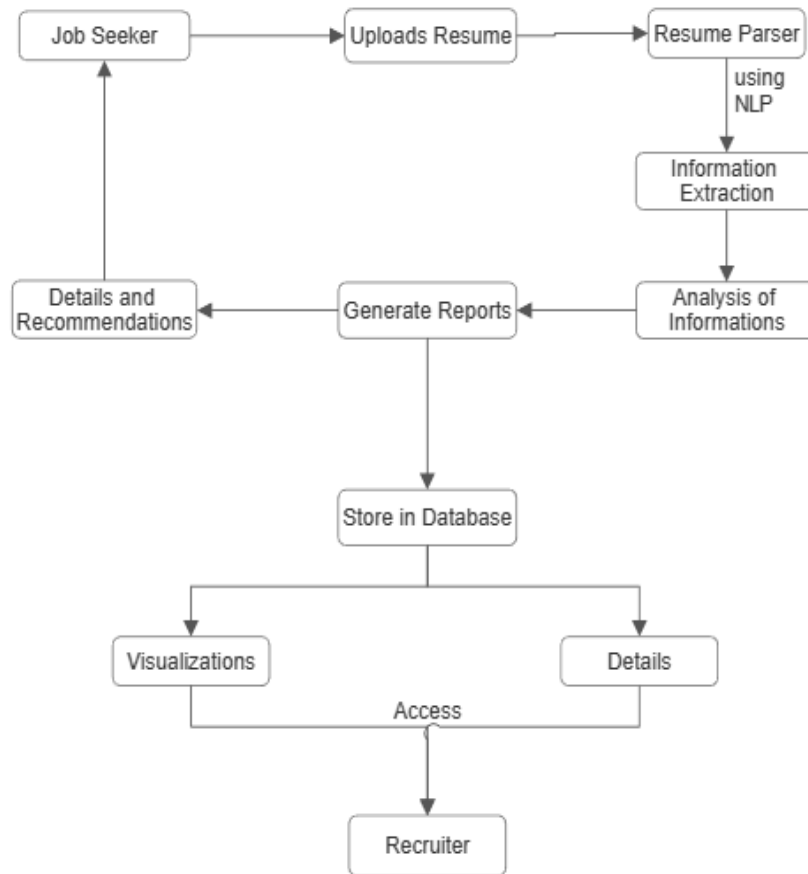 Job Seeker
Uploads Resume
Resume Parser
using
NLP
Information
Extraction
Details and
Recommendations
Generate Reports
Analysis of
Informations
Store in Database
Visualizations
Details
Access
Recruiter